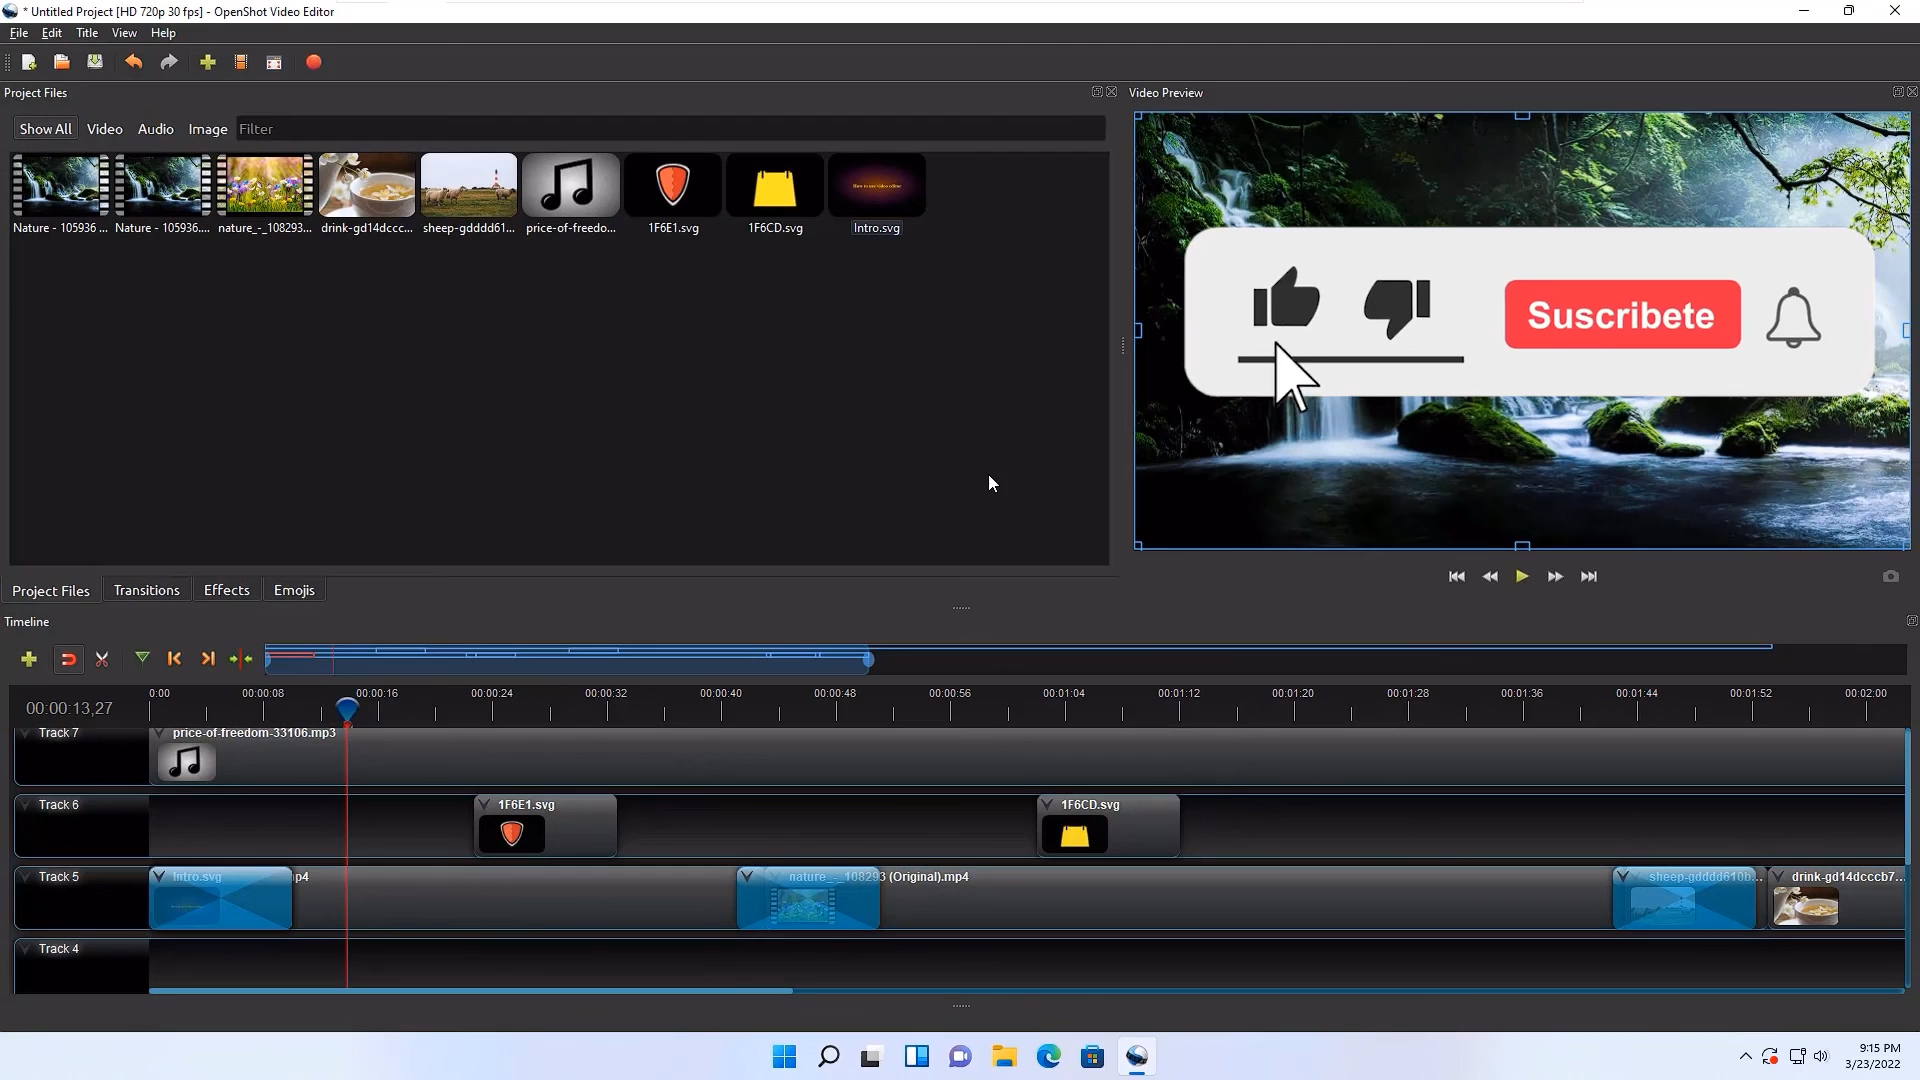 * Untitled Project [HD 720p 30 fps] - OpenShot Video Editor
File Edit Title View Help
Project Files
Video Preview
Show All Video Audio Image Filter
Nature - 105936 ... Nature - 105936.... nature_-_108293... drink-gd14dccc... sheep-gdddd61... price-of-freedo... 1F6E1.svg 1F6CD.svg Intro.svg
How to use video editor
Suscribete
Project Files Transitions Effects Emojis
Timeline
0:00 00:00:08 00:00:16 00:00:24 00:00:32 00:00:40 00:00:48 00:00:56 00:01:04 00:01:12 00:01:20 00:01:28 00:01:36 00:01:44 00:01:52 00:02:00
00:00:13,27
Track 7 price-of-freedom-33106.mp3
Track 6 1F6E1.svg 1F6CD.svg
Track 5 Intro.svg ıp4 nature_-_108293 (Original).mp4 sheep-gdddd610b... drink-gd14dcccb7...
Track 4
9:15 PM
3/23/2022